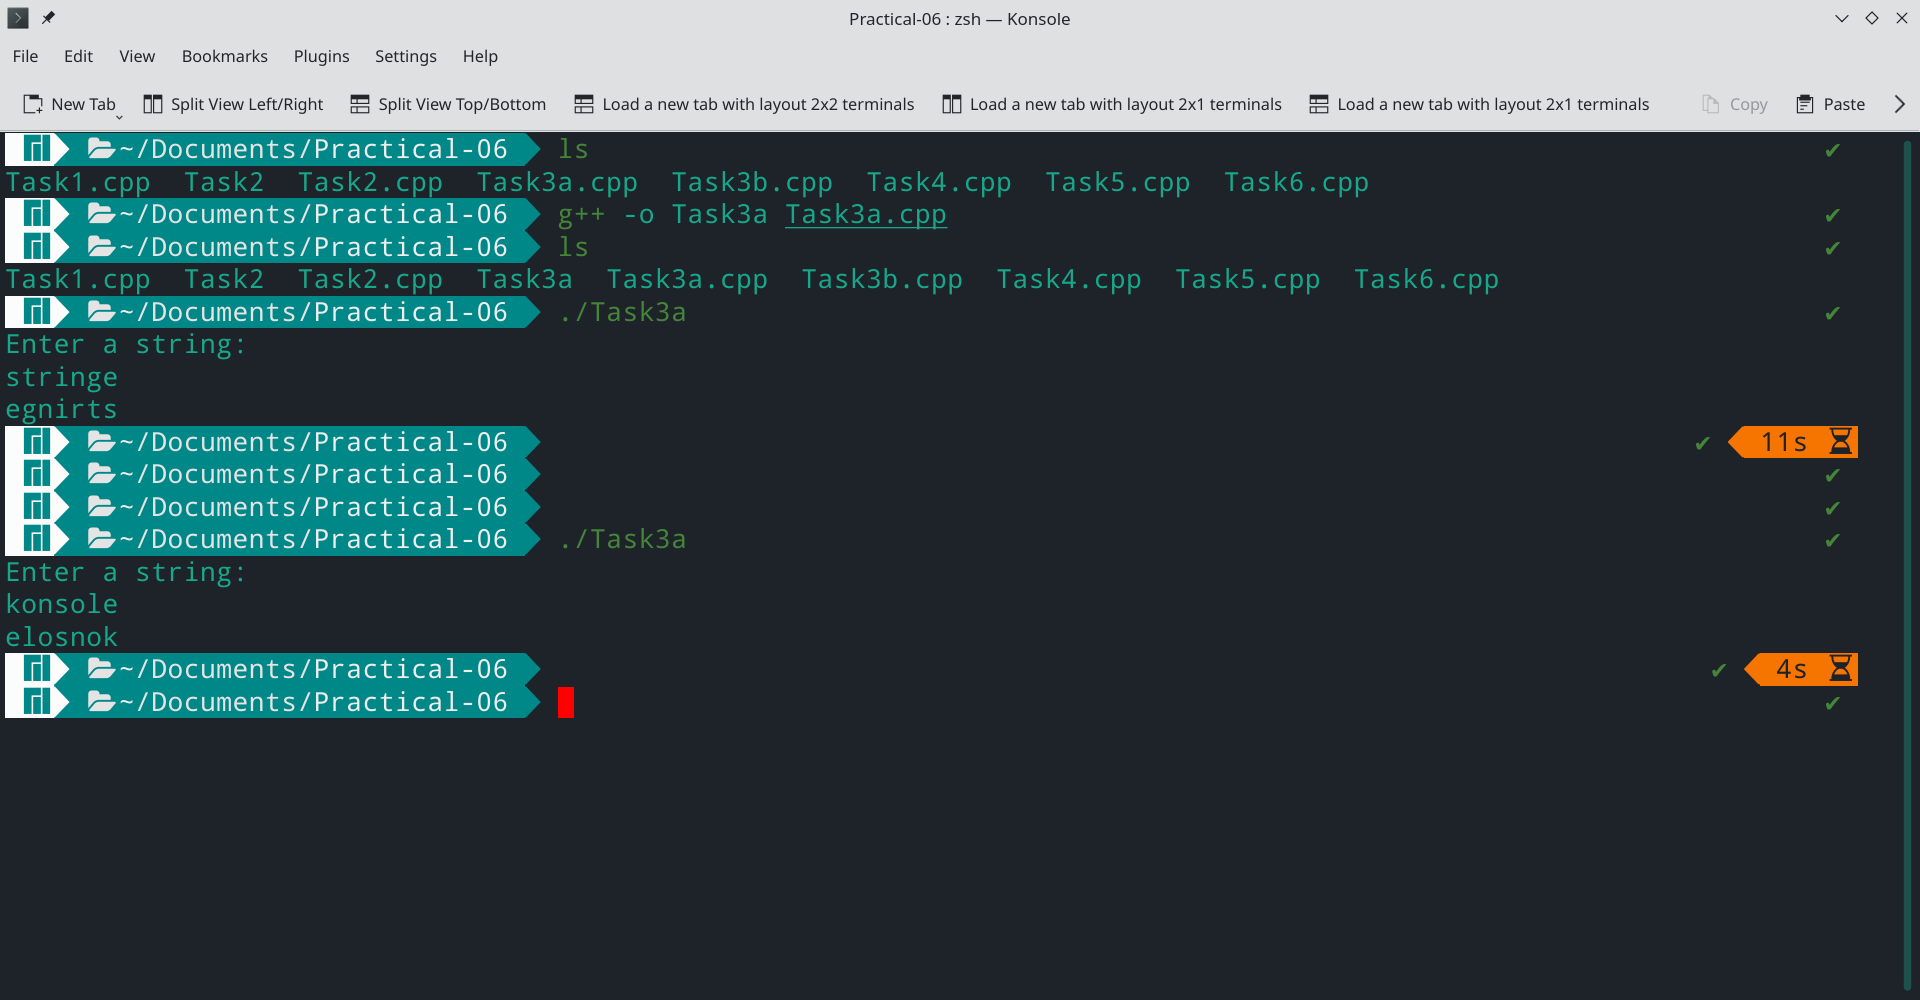 Practical-06 : zsh — Konsole
File Edit View Bookmarks Plugins Settings Help
New Tab Split View Left/Right Split View Top/Bottom Load a new tab with layout 2x2 terminals Load a new tab with layout 2x1 terminals Load a new tab with layout 2x1 terminals Copy Paste
~/Documents/Practical-06 ls ✔
Task1.cpp Task2 Task2.cpp Task3a.cpp Task3b.cpp Task4.cpp Task5.cpp Task6.cpp
~/Documents/Practical-06 g++ -o Task3a Task3a.cpp ✔
~/Documents/Practical-06 ls ✔
Task1.cpp Task2 Task2.cpp Task3a Task3a.cpp Task3b.cpp Task4.cpp Task5.cpp Task6.cpp
~/Documents/Practical-06 ./Task3a ✔
Enter a string:
stringe
egnirts
~/Documents/Practical-06 ✔ 11s
~/Documents/Practical-06 ✔
~/Documents/Practical-06 ✔
~/Documents/Practical-06 ./Task3a ✔
Enter a string:
konsole
elosnok
~/Documents/Practical-06 ✔ 4s
~/Documents/Practical-06 ✔